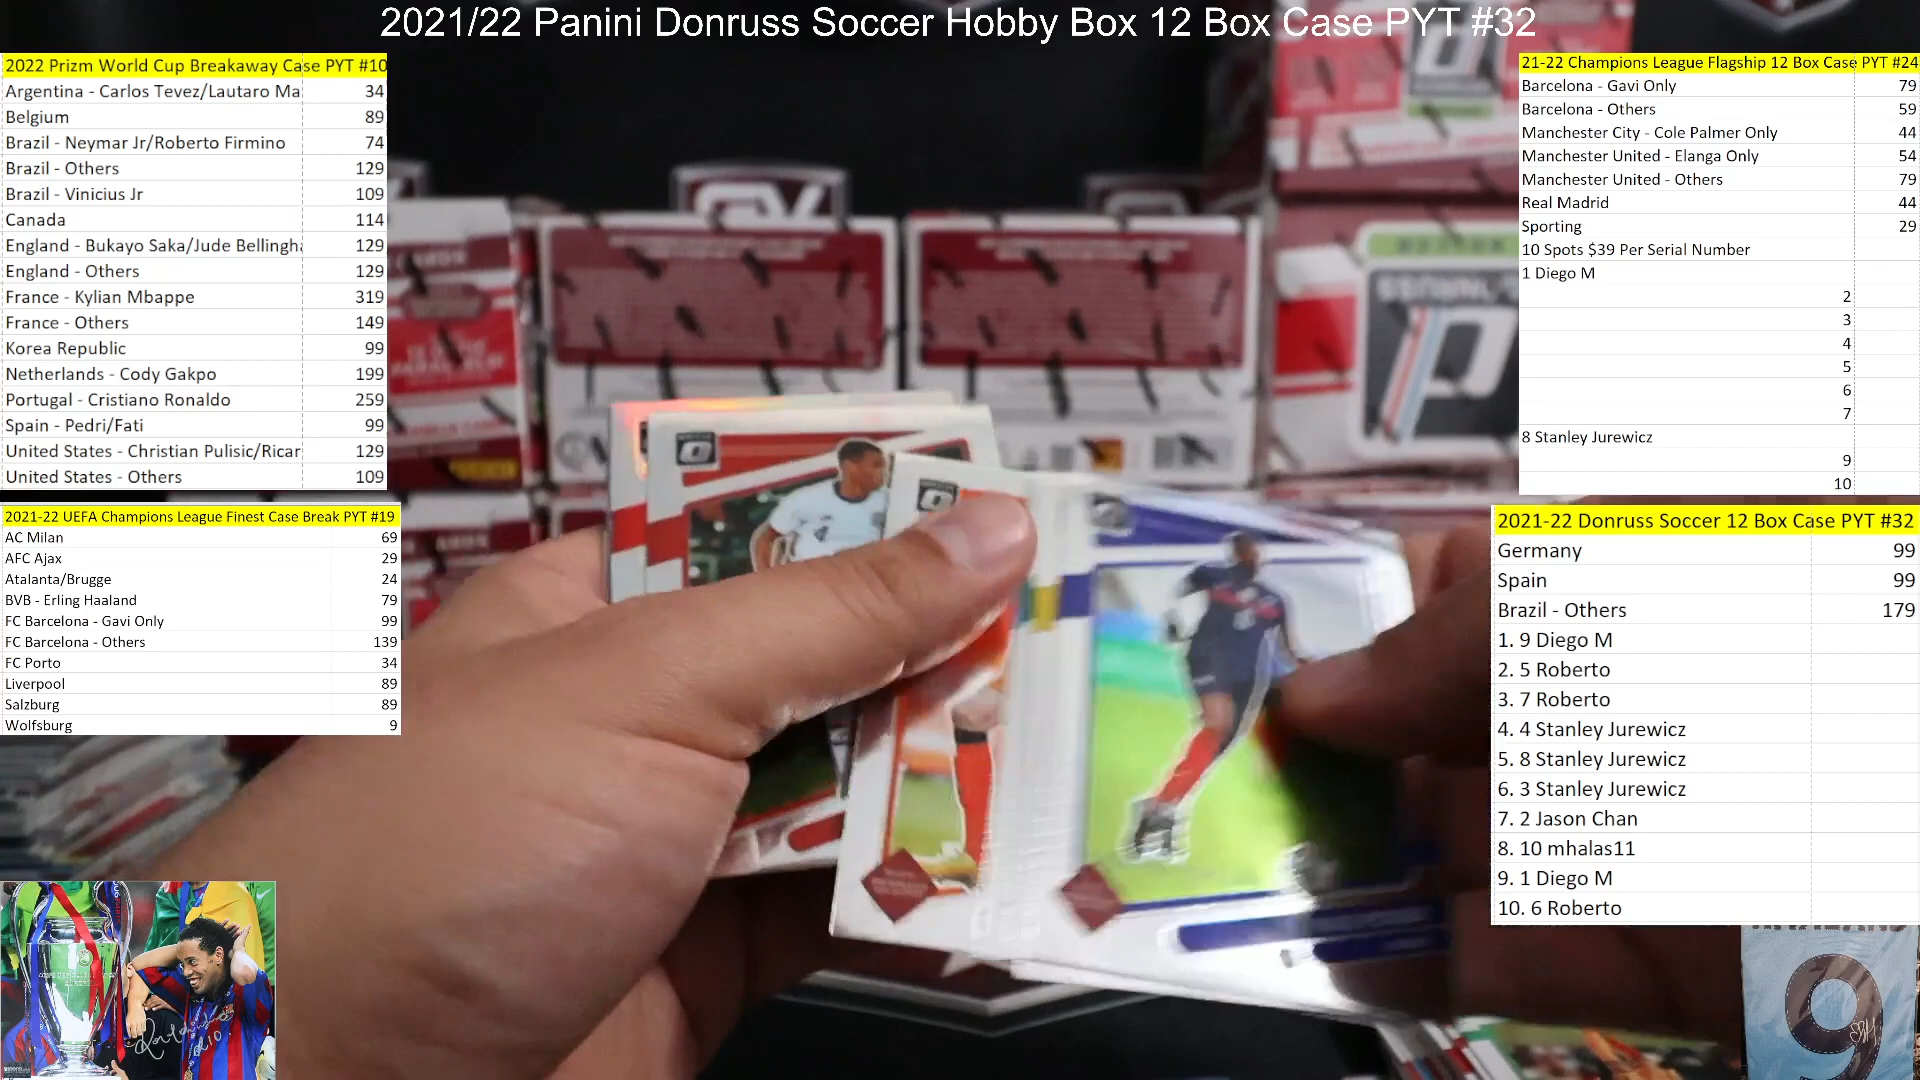 2021/22 Panini Donruss Soccer Hobby Box 12 Box Case PYT #32
2022 Prizm World Cup Breakaway Case PYT #10
Argentina - Carlos Tevez/Lautaro Ma 34
Belgium 89
Brazil - Neymar Jr/Roberto Firmino 74
Brazil - Others 129
Brazil - Vinicius Jr 109
Canada 114
England - Bukayo Saka/Jude Bellingh 129
England - Others 129
France - Kylian Mbappe 319
France - Others 149
Korea Republic 99
Netherlands - Cody Gakpo 199
Portugal - Cristiano Ronaldo 259
Spain - Pedri/Fati 99
United States - Christian Pulisic/Ricar 129
United States - Others 109
2021-22 UEFA Champions League Finest Case Break PYT #19
AC Milan 69
AFC Ajax 29
Atalanta/Brugge 24
BVB - Erling Haaland 79
FC Barcelona - Gavi Only 99
FC Barcelona - Others 139
FC Porto 34
Liverpool 89
Salzburg 89
Wolfsburg 9
21-22 Champions League Flagship 12 Box Case PYT #24
Barcelona - Gavi Only 79
Barcelona - Others 59
Manchester City - Cole Palmer Only 44
Manchester United - Elanga Only 54
Manchester United - Others 79
Real Madrid 44
Sporting 29
10 Spots $39 Per Serial Number
1 Diego M
2
3
4
5
6
7
8 Stanley Jurewicz
9
10
2021-22 Donruss Soccer 12 Box Case PYT #32
Germany 99
Spain 99
Brazil - Others 179
1. 9 Diego M
2. 5 Roberto
3. 7 Roberto
4. 4 Stanley Jurewicz
5. 8 Stanley Jurewicz
6. 3 Stanley Jurewicz
7. 2 Jason Chan
8. 10 mhalas11
9. 1 Diego M
10. 6 Roberto
9